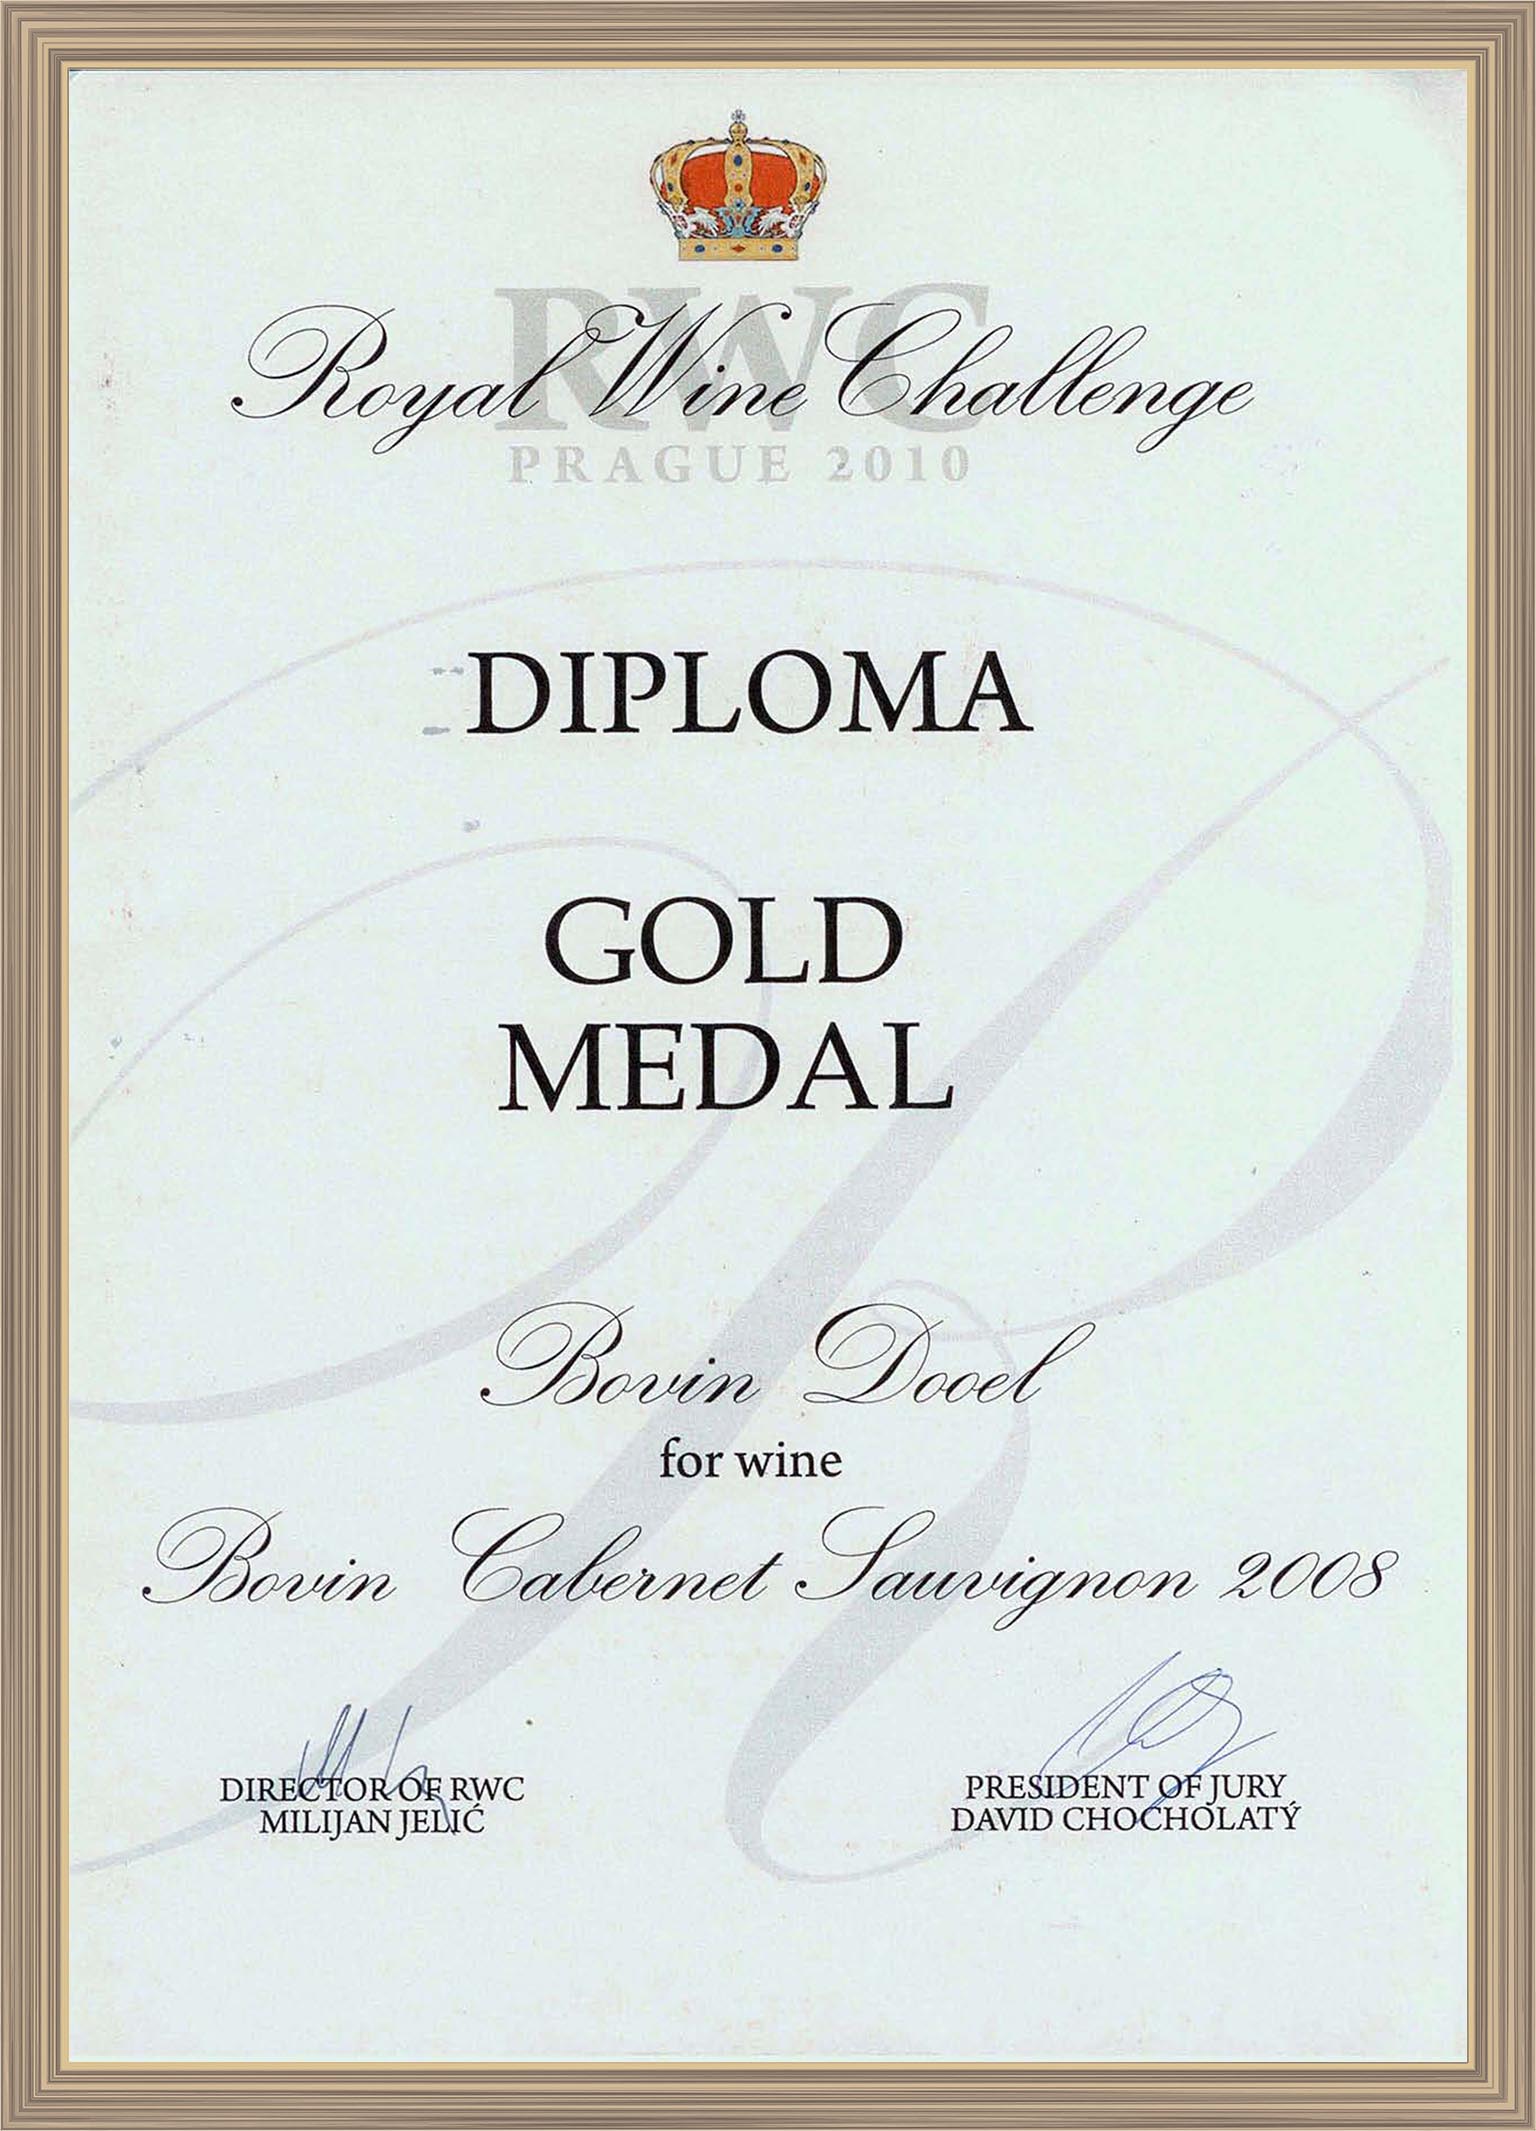 RWC
Royal Wine Challenge
PRAGUE 2010
DIPLOMA
GOLD
MEDAL
Bovin Dooel
for wine
Bovin Cabernet Sauvignon 2008
DIRECTOR OF RWC
MILIJAN JELIĆ
PRESIDENT OF JURY
DAVID CHOCHOLATÝ